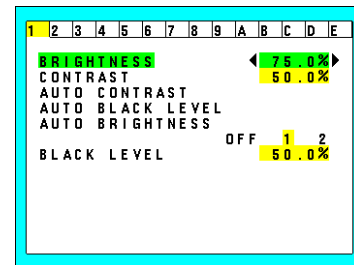 1 2 3 4 5 6 7 8 9 A B C D E
BRIGHTNESS 75.0%
CONTRAST 50.0%
AUTO CONTRAST
AUTO BLACK LEVEL
AUTO BRIGHTNESS
OFF 1 2
BLACK LEVEL 50.0%